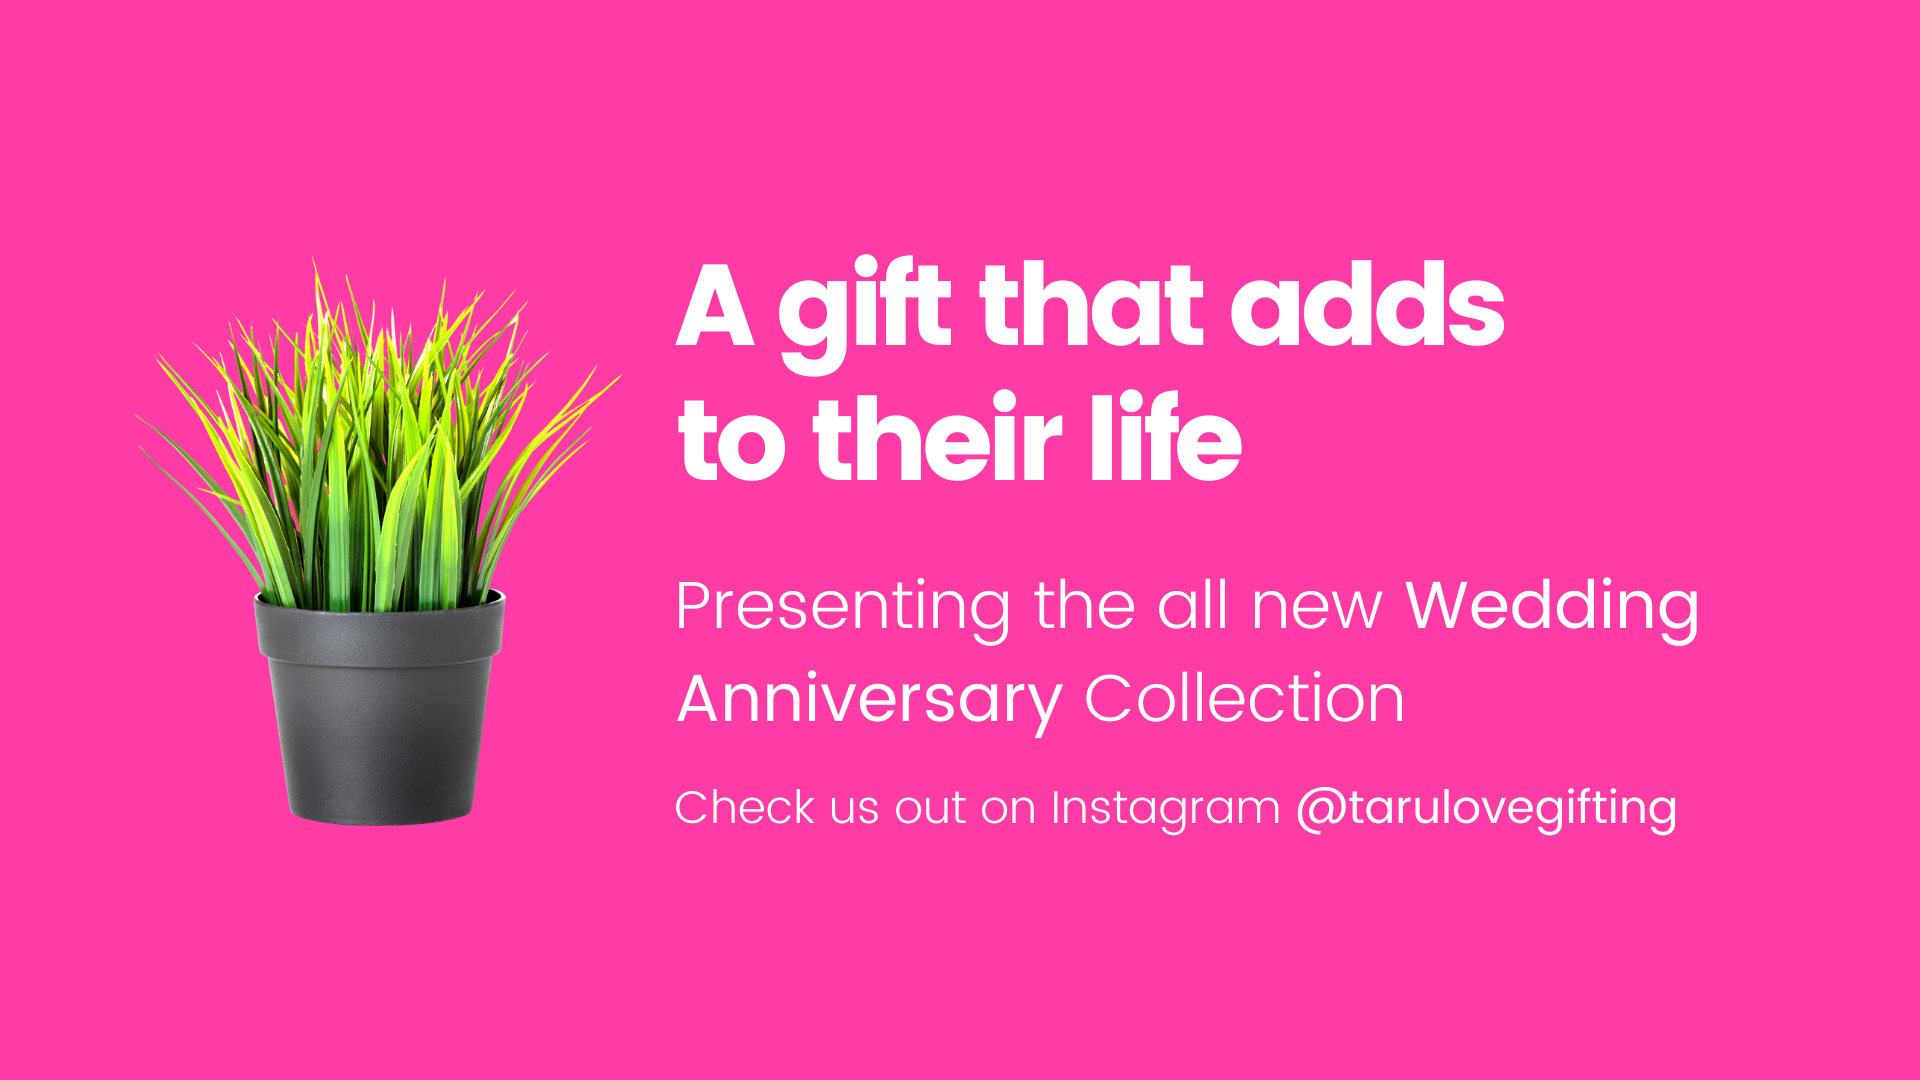 A gift that adds
to their life
Presenting the all new Wedding
Anniversary Collection
Check us out on Instagram @tarulovegifting